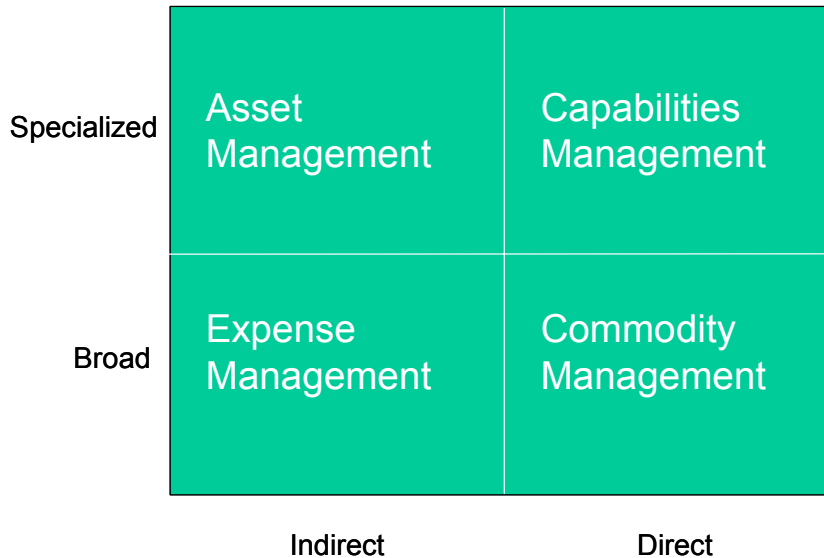 Specialized
Asset
Management
Capabilities
Management
Broad
Expense
Management
Commodity
Management
Indirect
Direct